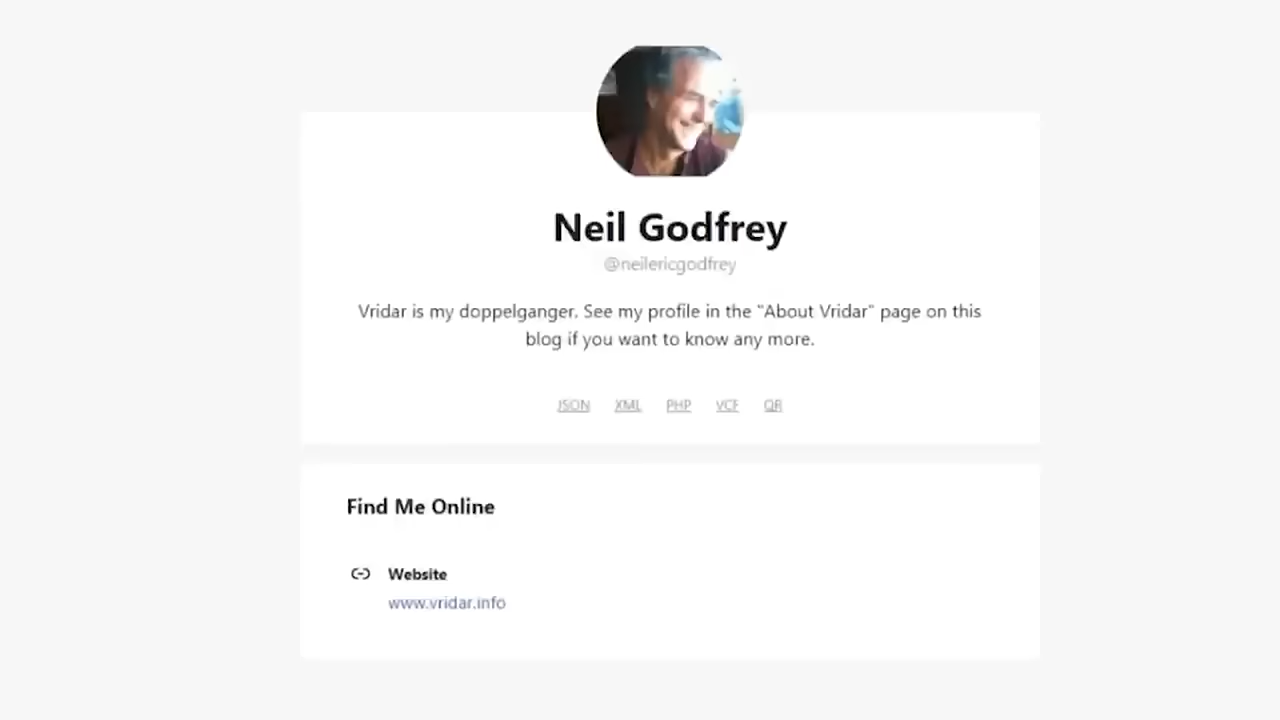 Neil Godfrey
@neilericgodfrey
Vridar is my doppelganger. See my profile in the "About Vridar" page on this
blog if you want to know any more.
JSON XML PHP VCF QR
Find Me Online
Website
www.vridar.info